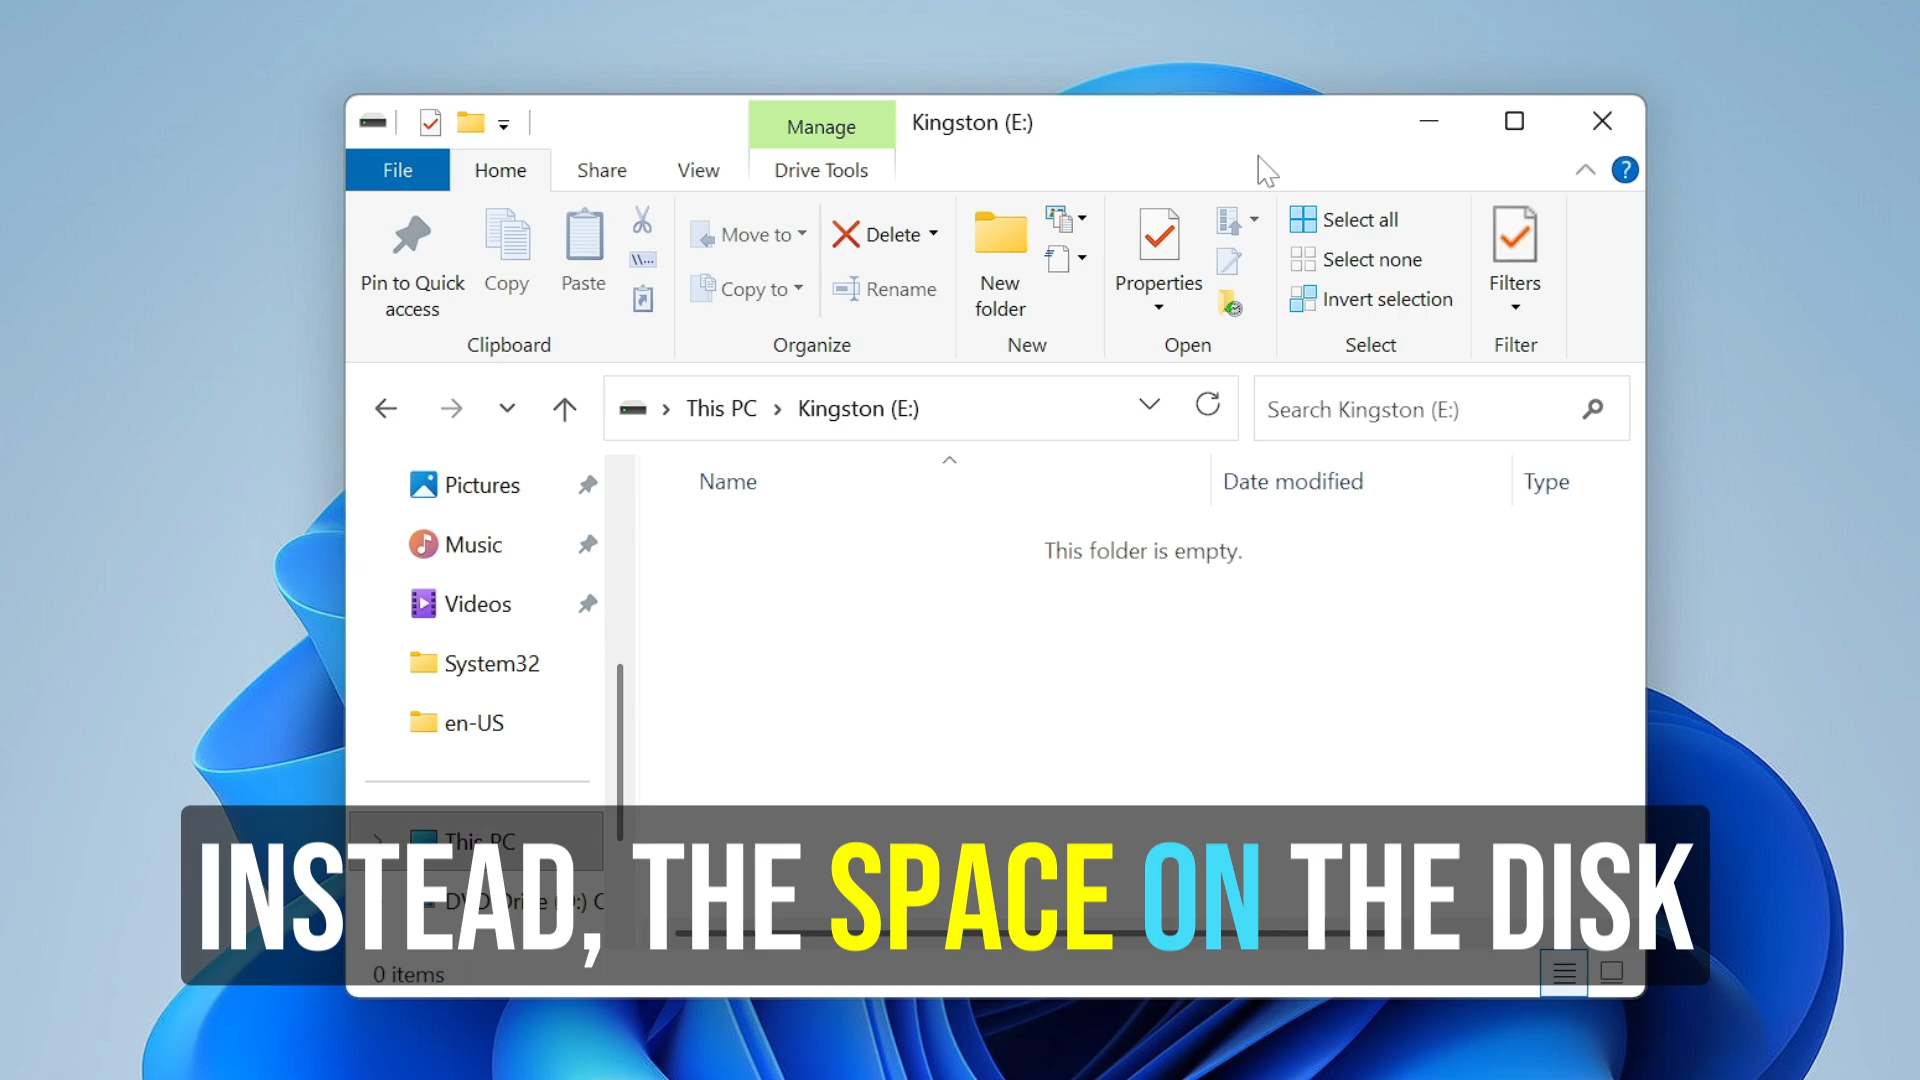 Manage
Kingston (E:)
File
Home
Share
View
Drive Tools
?
Pin to Quick access
Copy
Paste
\\...
Move to
Copy to
Delete
Rename
New folder
Properties
Select all
Select none
Invert selection
Filters
Clipboard
Organize
New
Open
Select
Filter
This PC
Kingston (E:)
Search Kingston (E:)
Pictures
Music
Videos
System32
en-US
This PC
Name
Date modified
Type
This folder is empty.
INSTEAD, THE SPACE ON THE DISK
0 items